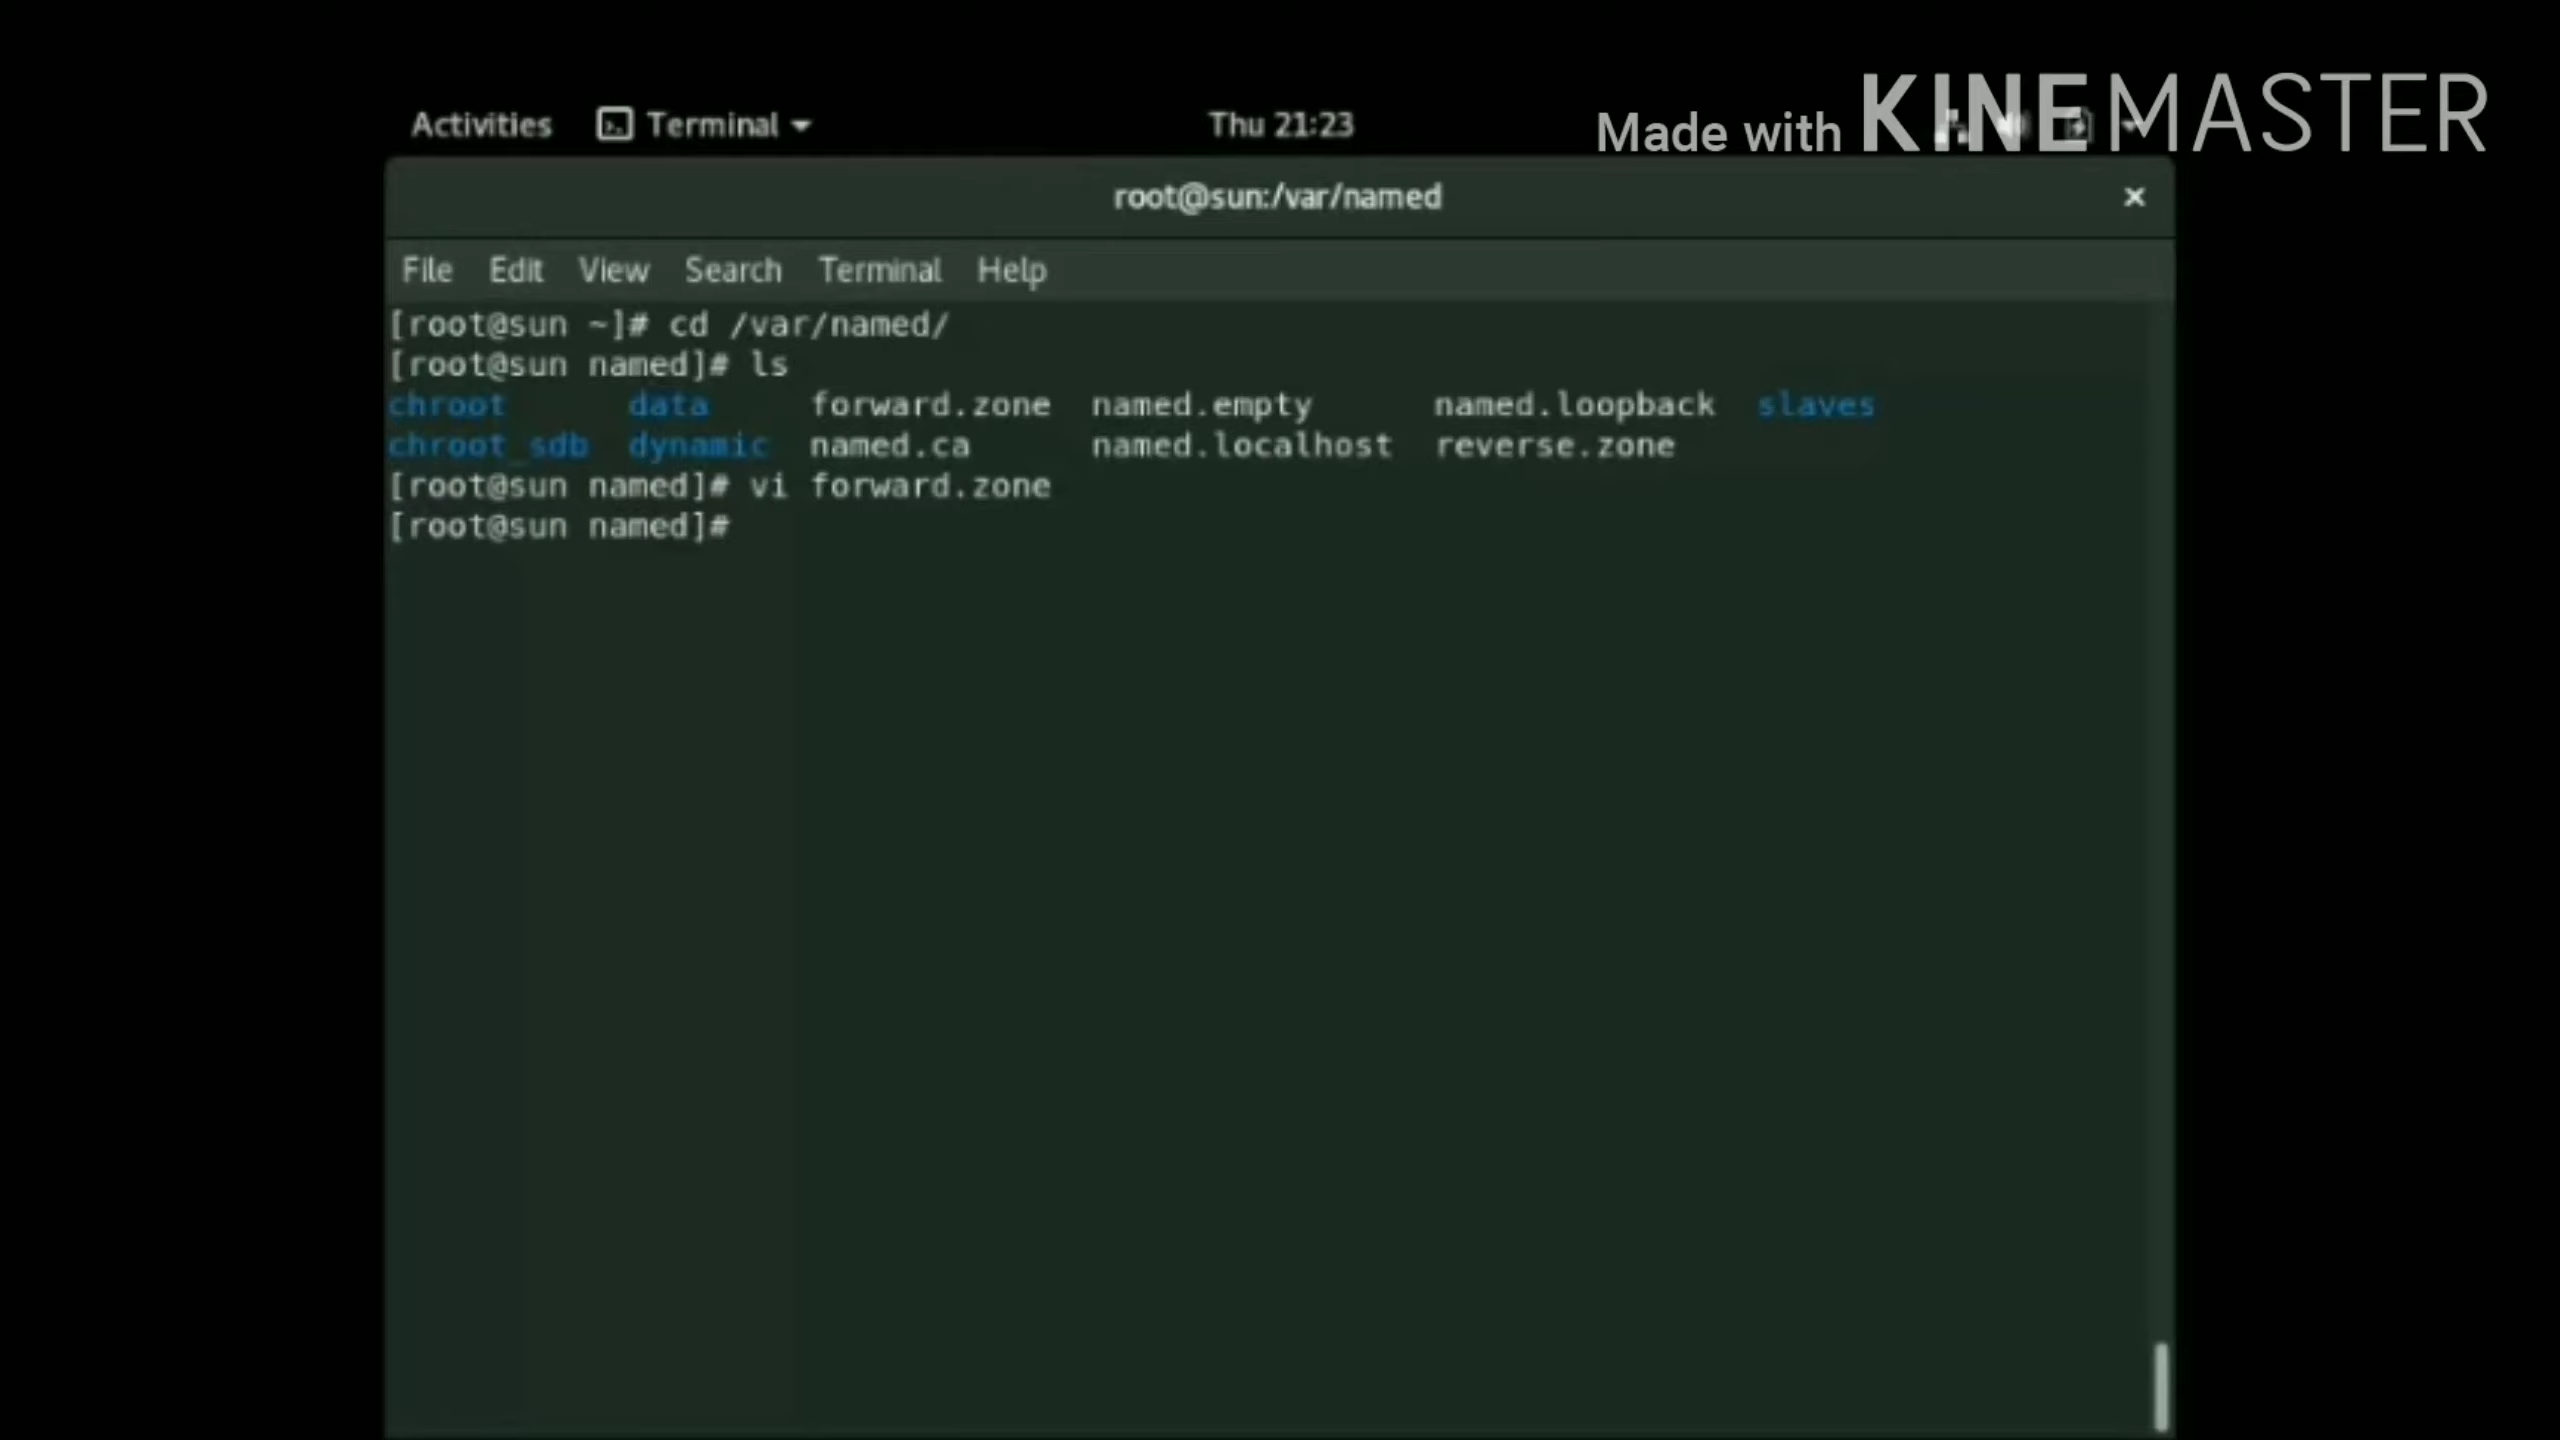 Activities Terminal Thu 21:23 Made with KINEMASTER
root@sun:/var/named
File Edit View Search Terminal Help
[root@sun ~]# cd /var/named/
[root@sun named]# ls
chroot data forward.zone named.empty named.loopback slaves
chroot_sdb dynamic named.ca named.localhost reverse.zone
[root@sun named]# vi forward.zone
[root@sun named]#